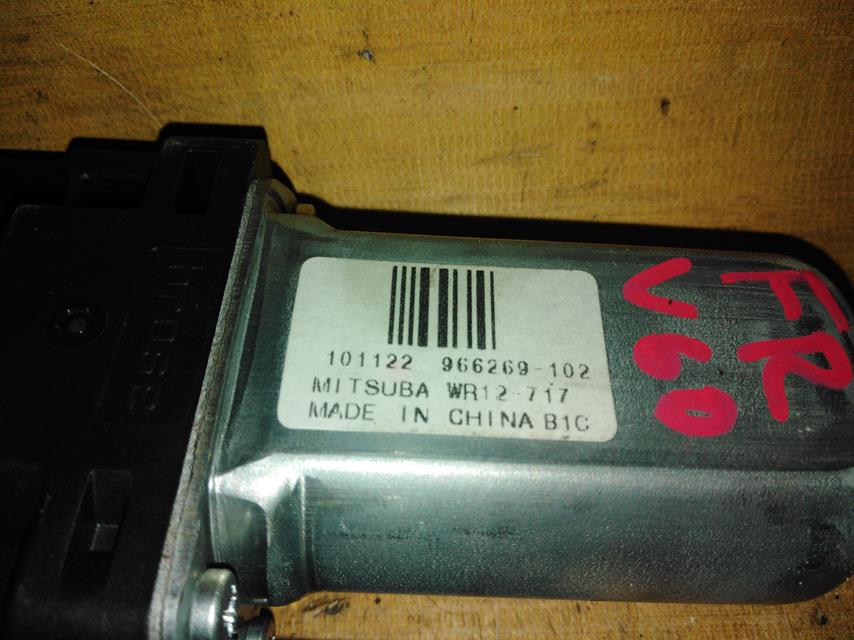 101122 966269-102
MITSUBA WR12-717
MADE IN CHINA B1C
FR
V60